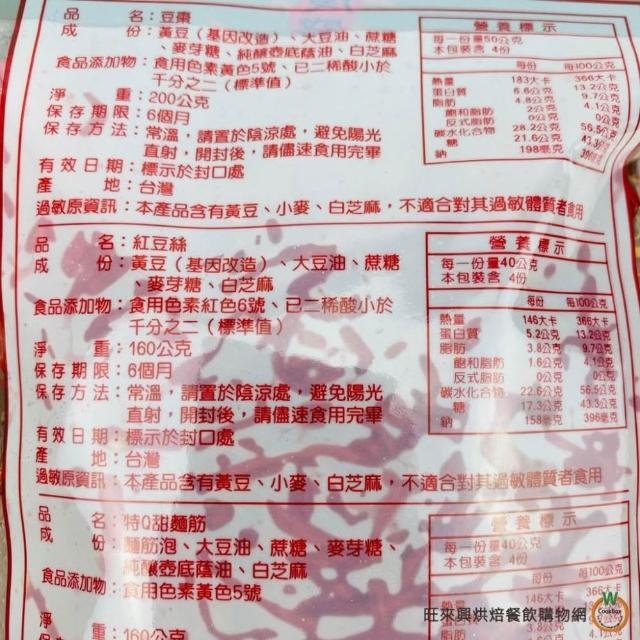 品 名：豆棗
成 份：黃豆（基因改造）、大豆油、蔗糖
、麥芽糖、純釀壺底蔭油、白芝麻
食品添加物：食用色素黃色5號、己二稀酸小於
千分之二（標準值）
淨 重：200公克
保存期限：6個月
保存方法：常溫，請置於陰涼處，避免陽光
直射，開封後，請儘速食用完畢
有效日期：標示於封口處
產 地：台灣
過敏原資訊：本產品含有黃豆、小麥、白芝麻，不適合對其過敏體質者食用
營養標示
每一份量50公克
本包裝含 4份
每份 每100公克
熱量 183大卡 366大卡
蛋白質 6.6公克 13.2公克
脂肪 4.8公克 9.7公克
飽和脂肪 2公克 4.1公克
反式脂肪 0公克 0公克
碳水化合物 28.2公克 56.5公克
糖
鈉 198毫克
品 名：紅豆絲
成 份：黃豆（基因改造）、大豆油、蔗糖
、麥芽糖、白芝麻
食品添加物：食用色素紅色6號、己二稀酸小於
千分之二（標準值）
淨 重：160公克
保存期限：6個月
保存方法：常溫，請置於陰涼處，避免陽光
直射，開封後，請儘速食用完畢
有效日期：標示於封口處
產 地：台灣
過敏原資訊：本產品含有黃豆、小麥、白芝麻，不適合對其過敏體質者食用
營養標示
每一份量40公克
本包裝含 4份
每份 每100公克
熱量 146大卡 366大卡
蛋白質 5.2公克 13.2公克
脂肪 3.8公克 9.7公克
飽和脂肪 1.6公克 4.1公克
反式脂肪 0公克 0公克
碳水化合物 22.6公克 56.5公克
糖 17.3公克 43.3公克
鈉 158毫克 396毫克
品 名：特Q甜麵筋
成 份：麵筋泡、大豆油、蔗糖、麥芽糖、
純釀壺底蔭油、白芝麻
食品添加物：食用色素黃色5號
淨 重：160公克
營養標示
每一份量40公克
本包裝含 4份
每份 每100公克
146大卡 366大卡
3.8公克
旺來興烘焙餐飲購物網
CookBox